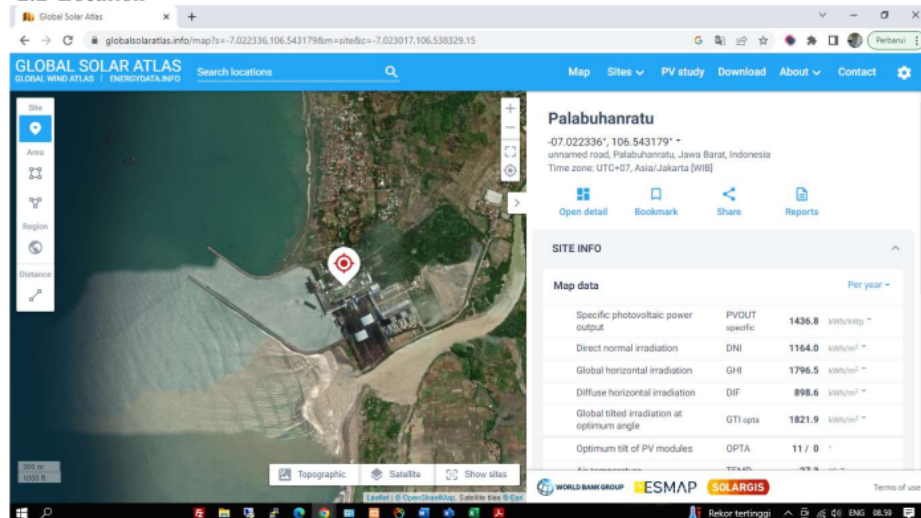 Global Solar Atlas
globalsolaratlas.info/map?s=-7.022336,106.543179&m=site&c=-7.023017,106.538329,15
Perbarui
GLOBAL SOLAR ATLAS
GLOBAL WIND ATLAS | ENERGYDATA.INFO
Search locations
Map Sites PV study Download About Contact
Site
Area
Region
Distance
300 m
1000 ft
Topographic
Satellite
Show sites
Leaflet | © OpenStreetMap, Satellite tiles © Esri
Palabuhanratu
-07.022336°, 106.543179°
unnamed road, Palabuhanratu, Jawa Barat, Indonesia
Time zone: UTC+07, Asia/Jakarta [WIB]
Open detail Bookmark Share Reports
SITE INFO
Map data Per year
Specific photovoltaic power output PVOUT specific 1436.8 kWh/kWp
Direct normal irradiation DNI 1164.0 kWh/m²
Global horizontal irradiation GHI 1796.5 kWh/m²
Diffuse horizontal irradiation DIF 898.6 kWh/m²
Global tilted irradiation at optimum angle GTI opta 1821.9 kWh/m²
Optimum tilt of PV modules OPTA 11 / 0 °
WORLD BANK GROUP ESMAP SOLARGIS Terms of use
Rekor tertinggi ENG 08.59